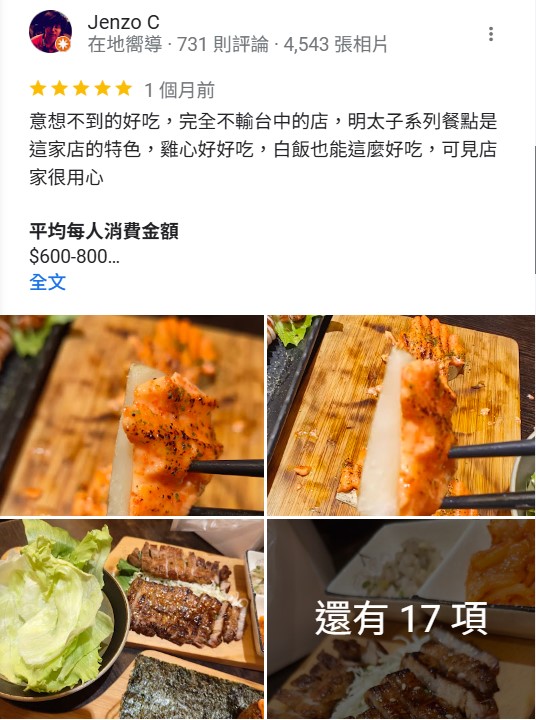 Jenzo C
在地嚮導 · 731 則評論 · 4,543 張相片
1 個月前
意想不到的好吃，完全不輸台中的店，明太子系列餐點是
這家店的特色，雞心好好吃，白飯也能這麼好吃，可見店
家很用心
平均每人消費金額
$600-800…
全文
還有 17 項